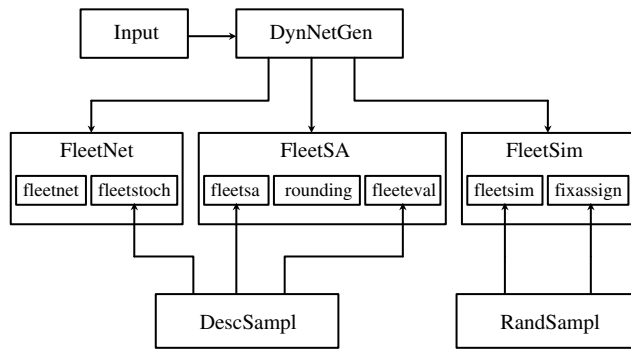 Input
DynNetGen
FleetNet
fleetnet
fleetstoch
FleetSA
fleetsa
rounding
fleeteval
FleetSim
fleetsim
fixassign
DescSampl
RandSampl